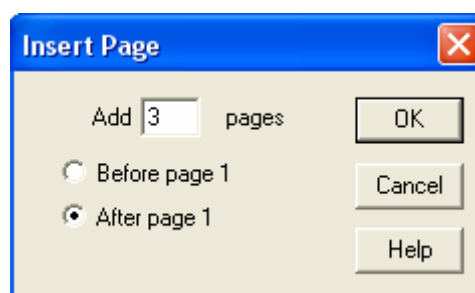 Insert Page
Add 3 pages
OK
Before page 1
Cancel
After page 1
Help